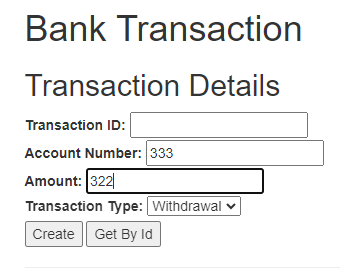 Bank Transaction
Transaction Details
Transaction ID:
Account Number: 333
Amount: 322
Transaction Type: Withdrawal
Create Get By Id